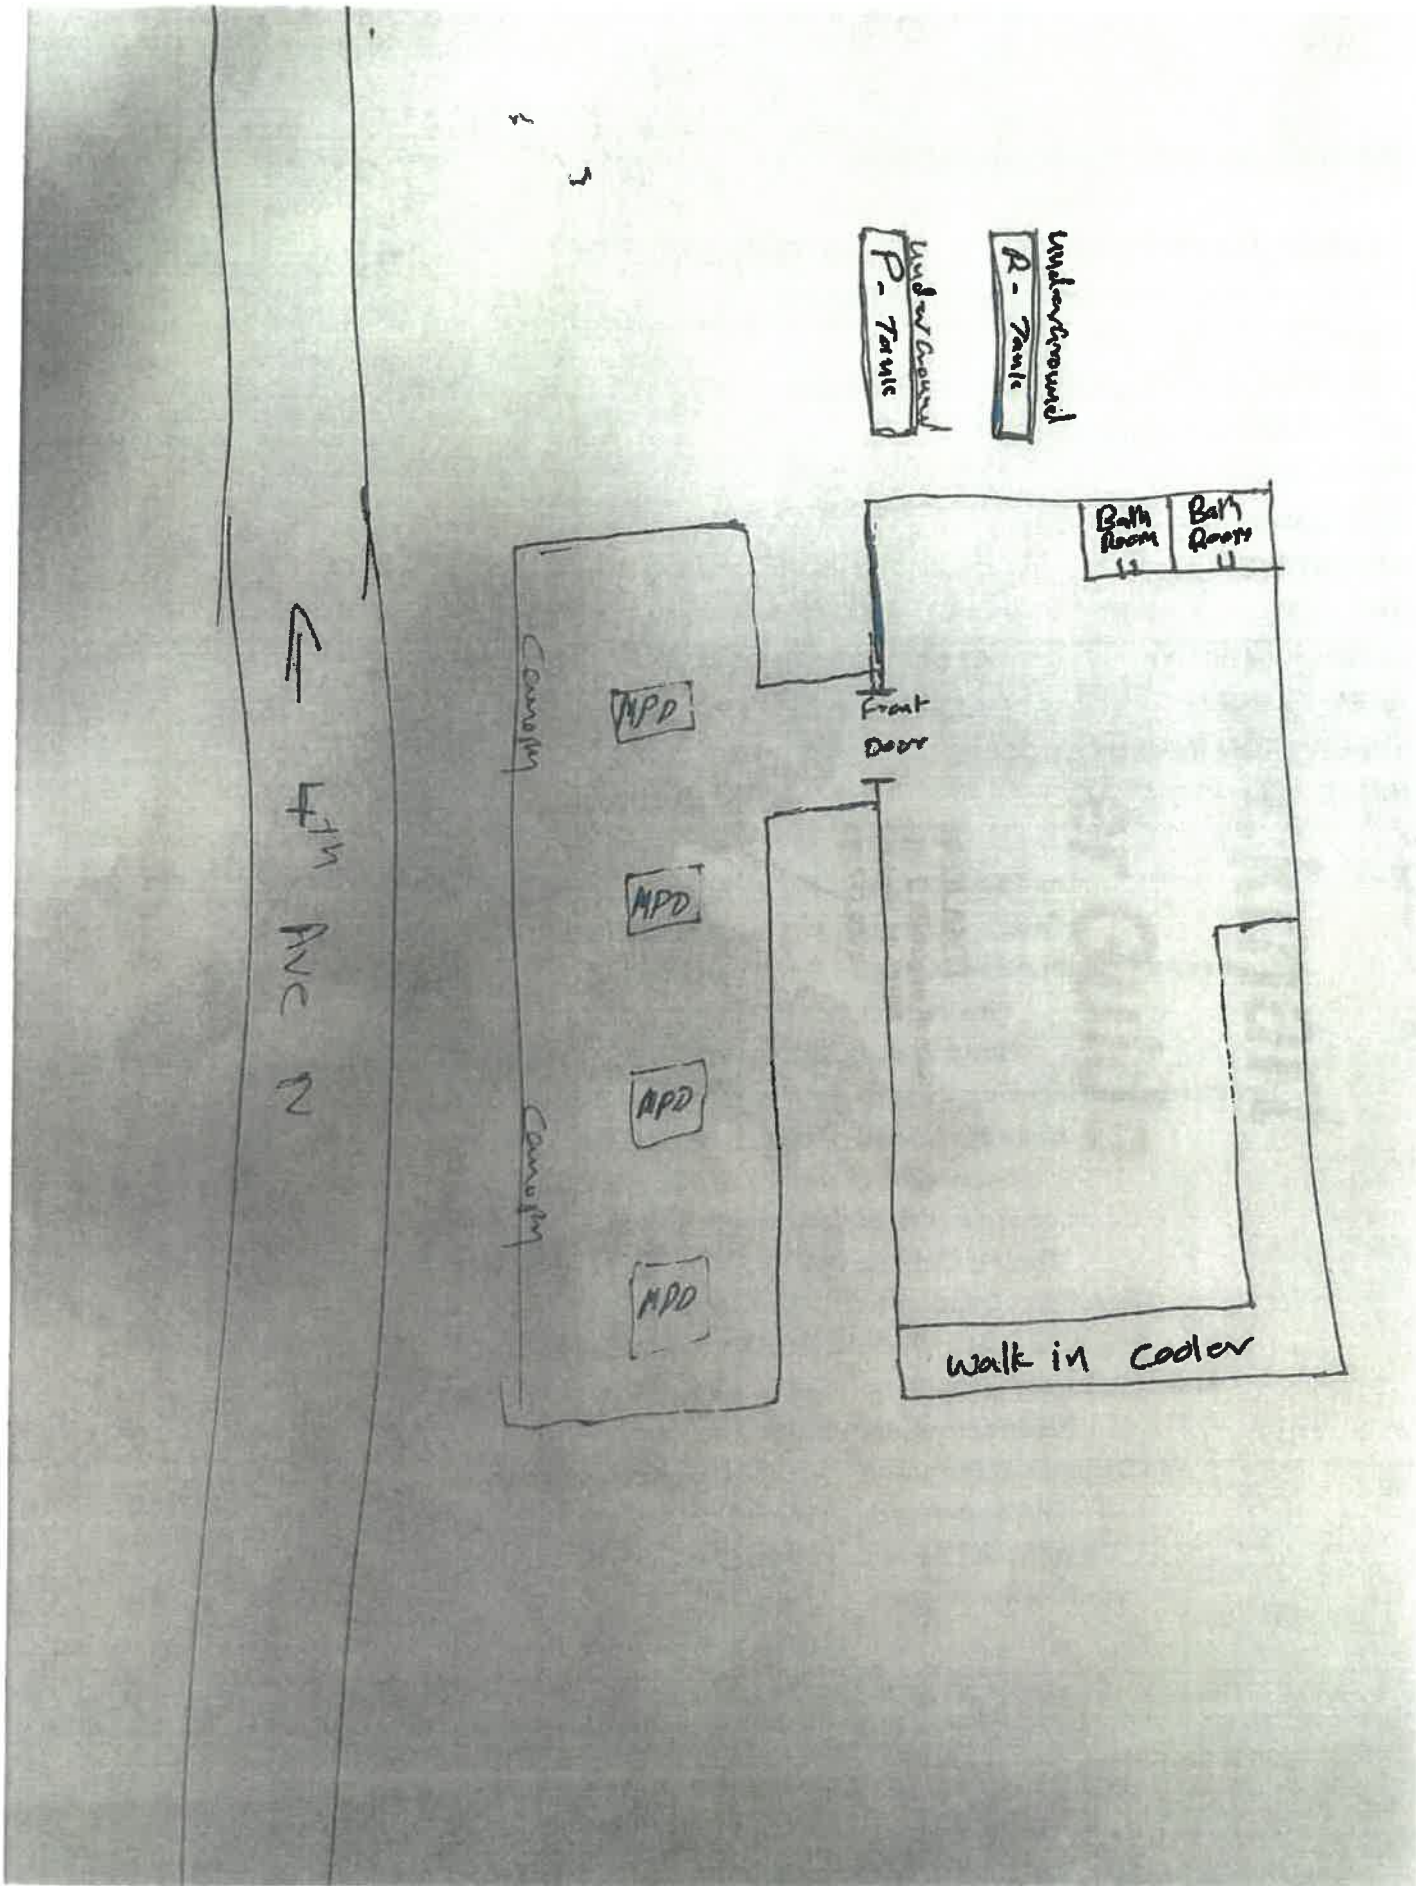 UnderGround
R - Tank
UnderGround
P - Tank
Bath
Room
Bath
Room
Front
Door
Canopy
MPD
MPD
MPD
Canopy
MPD
4th Ave N
Walk in Cooler